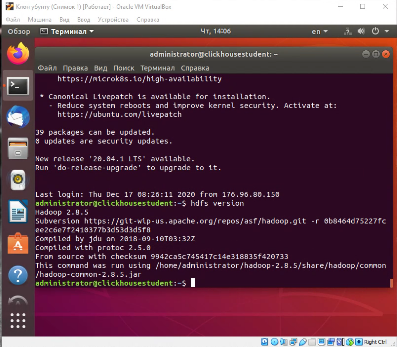 Клон убунту (Снимок 1) [Работает] - Oracle VM VirtualBox
Файл Машина Вид Ввод Устройства Справка
Обзор Терминал Чт, 14:06 en
administrator@clickhousestudent: ~
Файл Правка Вид Поиск Терминал Справка
https://microk8s.io/high-availability
* Canonical Livepatch is available for installation.
- Reduce system reboots and improve kernel security. Activate at:
https://ubuntu.com/livepatch
39 packages can be updated.
0 updates are security updates.
New release '20.04.1 LTS' available.
Run 'do-release-upgrade' to upgrade to it.
Last login: Thu Dec 17 08:26:11 2020 from 176.96.80.150
administrator@clickhousestudent:~$ hdfs version
Hadoop 2.8.5
Subversion https://git-wip-us.apache.org/repos/asf/hadoop.git -r 0b8464d75227fc
ee2c6e7f2410377b3d53d3d5f8
Compiled by jdu on 2018-09-10T03:32Z
Compiled with protoc 2.5.0
From source with checksum 9942ca5c745417c14e318835f420733
This command was run using /home/administrator/hadoop-2.8.5/share/hadoop/common
/hadoop-common-2.8.5.jar
administrator@clickhousestudent:~$
Right Ctrl